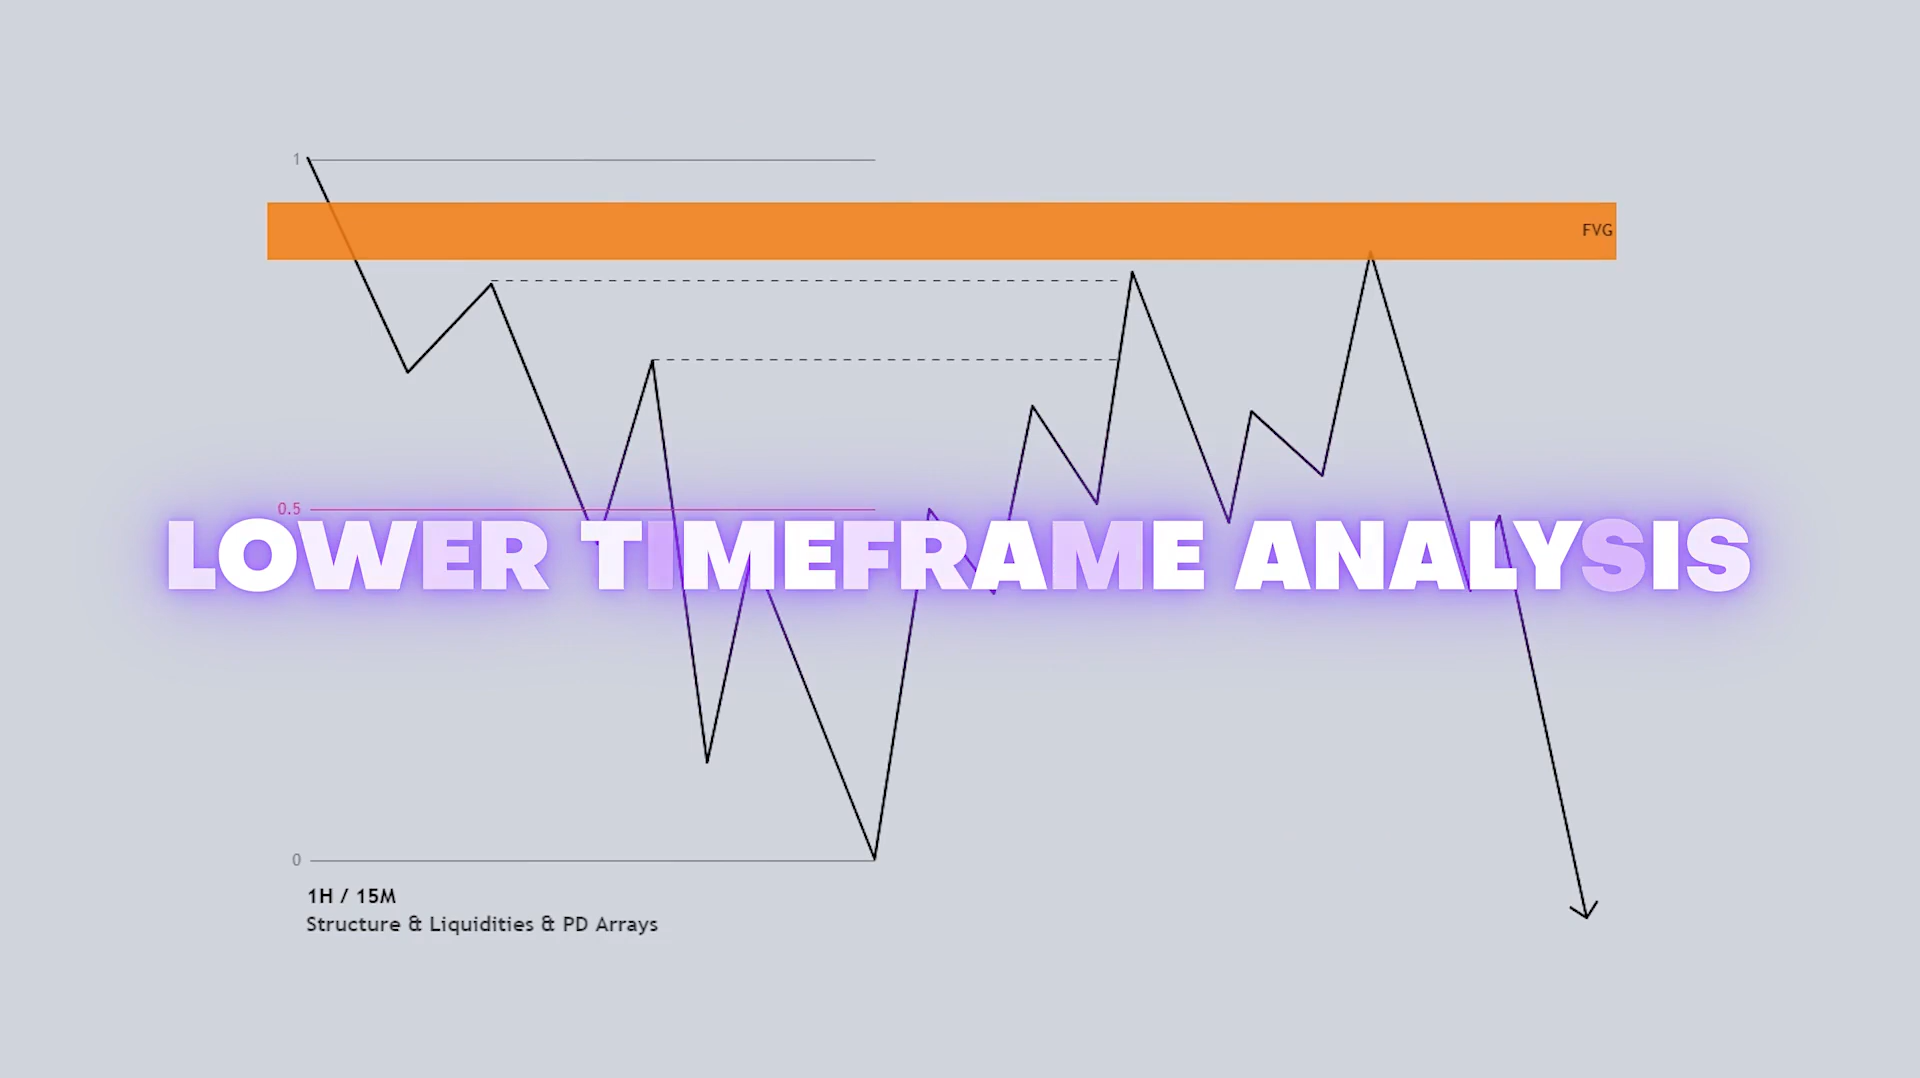 1
FVG
0.5
LOWER TIMEFRAME ANALYSIS
0
1H / 15M
Structure & Liquidities & PD Arrays